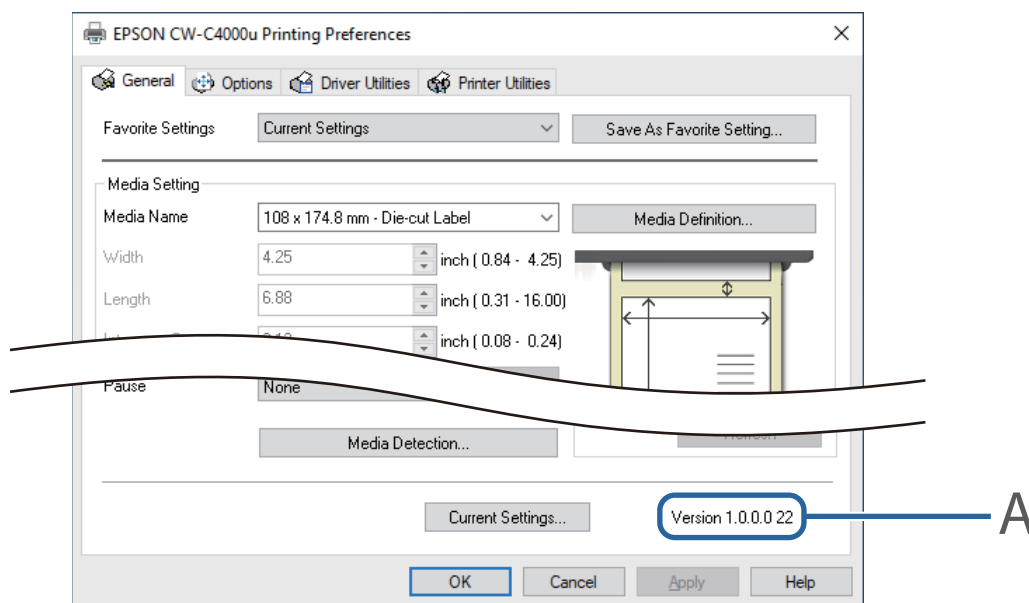 EPSON CW-C4000u Printing Preferences
General Options Driver Utilities Printer Utilities
Favorite Settings Current Settings Save As Favorite Setting...
Media Setting
Media Name 108 x 174.8 mm - Die-cut Label Media Definition...
Width 4.25 inch ( 0.84 - 4.25)
Length 6.88 inch ( 0.31 - 16.00)
inch ( 0.08 - 0.24)
Pause None
Media Detection...
Current Settings... Version 1.0.0.0 22 A
OK Cancel Apply Help